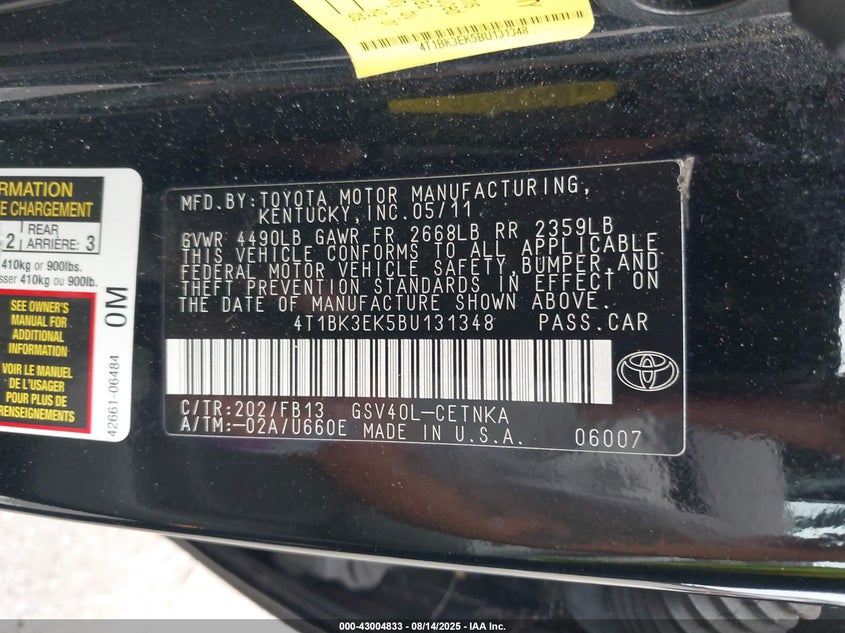 4T1BK3EK5BU131348
RMATION
E CHARGEMENT
2 REAR ARRIÈRE: 3
410kg or 900lbs.
sser 410kg ou 900lb.
SEE OWNER'S
MANUAL FOR
ADDITIONAL
INFORMATION
VOIR LE MANUEL
DE L'USAGER
POUR PLUS DE
RENSEIGNEMENTS
42661-06484 0M
MFD. BY: TOYOTA MOTOR MANUFACTURING,
KENTUCKY, INC. 05/11
GVWR 4490LB GAWR FR 2668LB RR 2359LB
THIS VEHICLE CONFORMS TO ALL APPLICABLE
FEDERAL MOTOR VEHICLE SAFETY, BUMPER, AND
THEFT PREVENTION STANDARDS IN EFFECT ON
THE DATE OF MANUFACTURE SHOWN ABOVE.
4T1BK3EK5BU131348 PASS.CAR
C/TR:202/FB13 GSV40L-CETNKA
A/TM:-02A/U660E MADE IN U.S.A. 06007
000-43004833 - 08/14/2025 - IAA Inc.